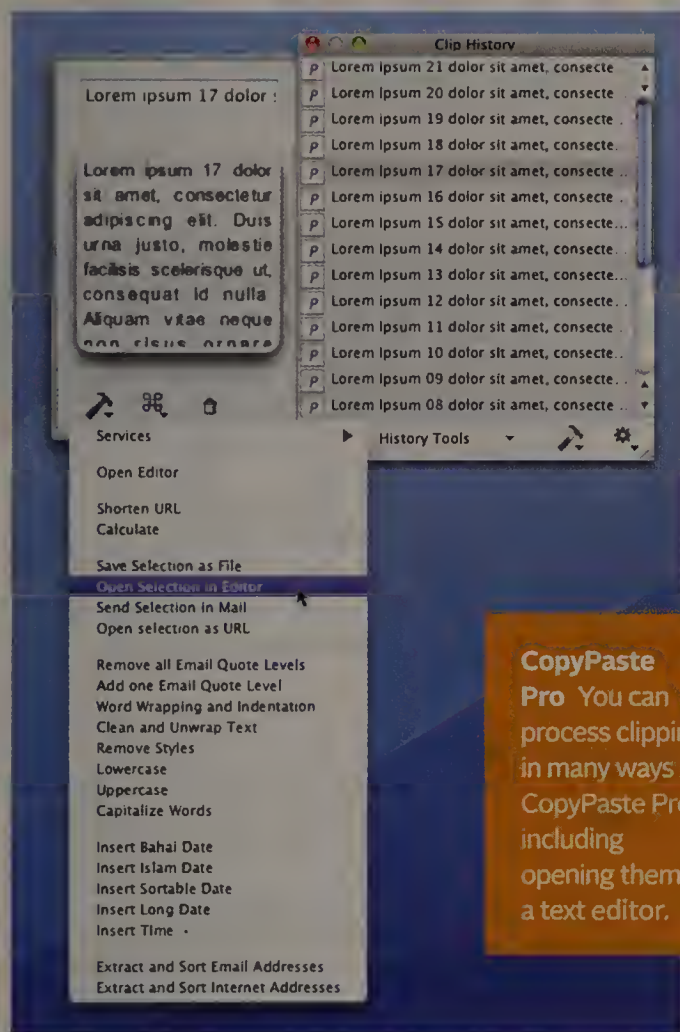 Clip History
Lorem ipsum 17 dolor s
Lorem ipsum 17 dolor
sit amet, consectetur
adipiscing elit. Duis
urna justo, molestie
facilisis scelerisque ut,
consequat id nulla
Aliquam vitae neque
non risus ornare
Lorem Ipsum 21 dolor sit amet, consecte
Lorem Ipsum 20 dolor sit amet, consecte ..
Lorem Ipsum 19 dolor sit amet, consecte ..
Lorem Ipsum 18 dolor sit amet, consecte..
Lorem Ipsum 17 dolor sit amet, consecte ...
Lorem Ipsum 16 dolor sit amet, consecte ..
Lorem Ipsum 15 dolor sit amet, consecte...
Lorem Ipsum 14 dolor sit amet, consecte ..
Lorem Ipsum 13 dolor sit amet, consecte...
Lorem Ipsum 12 dolor sit amet, consecte...
Lorem Ipsum 11 dolor sit amet, consecte ..
Lorem Ipsum 10 dolor sit amet, consecte...
Lorem Ipsum 09 dolor sit amet, consecte...
Lorem Ipsum 08 dolor sit amet, consecte ...
History Tools
Services
Open Editor
Shorten URL
Calculate
Save Selection as File
Open Selection in Editor
Send Selection in Mail
Open selection as URL
Remove all Email Quote Levels
Add one Email Quote Level
Word Wrapping and Indentation
Clean and Unwrap Text
Remove Styles
Lowercase
Uppercase
Capitalize Words
Insert Bahai Date
Insert Islam Date
Insert Sortable Date
Insert Long Date
Insert Time
Extract and Sort Email Addresses
Extract and Sort Internet Addresses
CopyPaste
Pro You can
process clippin
in many ways
CopyPaste Pro
including
opening them
a text editor.